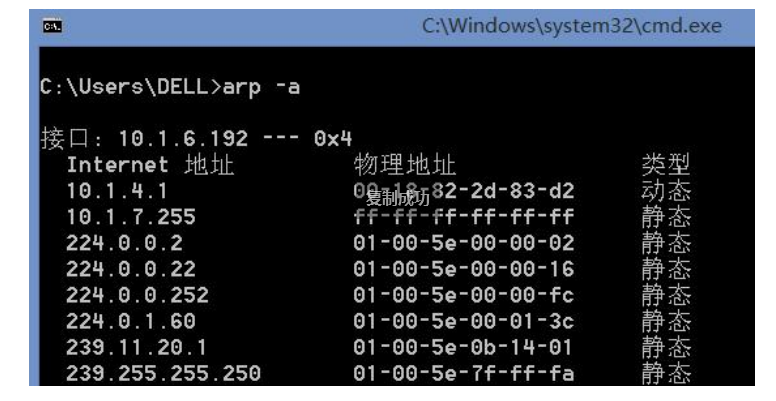 C:\Windows\system32\cmd.exe
C:\Users\DELL>arp -a
接口: 10.1.6.192 --- 0x4
Internet 地址 物理地址 类型
10.1.4.1 00-18-82-2d-83-d2 动态
复制成功
10.1.7.255 ff-ff-ff-ff-ff-ff 静态
224.0.0.2 01-00-5e-00-00-02 静态
224.0.0.22 01-00-5e-00-00-16 静态
224.0.0.252 01-00-5e-00-00-fc 静态
224.0.1.60 01-00-5e-00-01-3c 静态
239.11.20.1 01-00-5e-0b-14-01 静态
239.255.255.250 01-00-5e-7f-ff-fa 静态